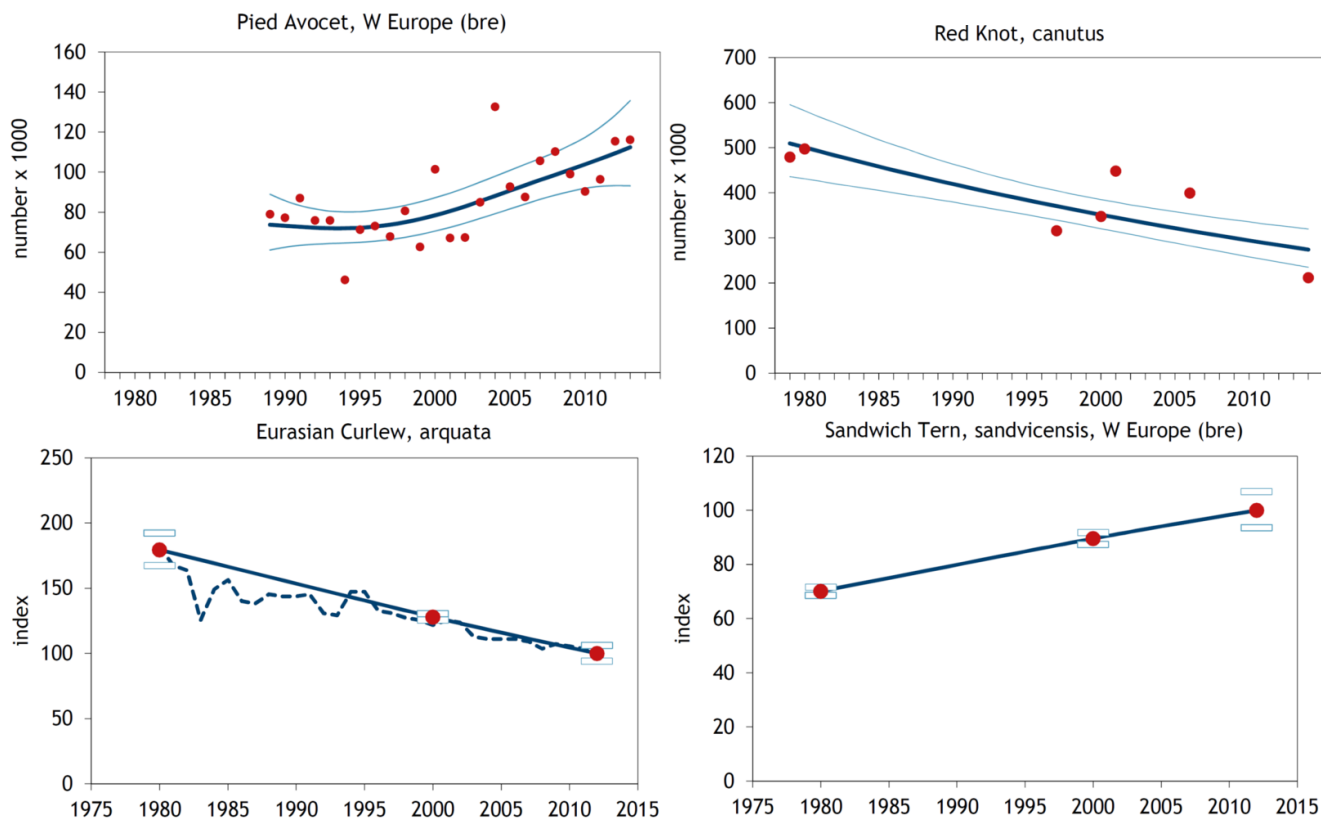 Pied Avocet, W Europe (bre)
number x 1000
160
140
120
100
80
60
40
20
0
1980 1985 1990 1995 2000 2005 2010
Red Knot, canutus
number x 1000
700
600
500
400
300
200
100
0
1980 1985 1990 1995 2000 2005 2010
Eurasian Curlew, arquata
index
250
200
150
100
50
0
1975 1980 1985 1990 1995 2000 2005 2010 2015
Sandwich Tern, sandvicensis, W Europe (bre)
index
120
100
80
60
40
20
0
1975 1980 1985 1990 1995 2000 2005 2010 2015